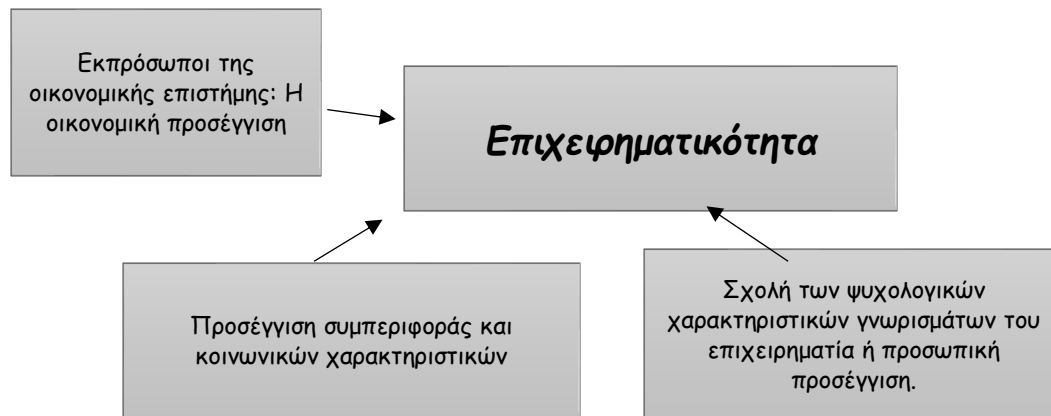 Εκπρόσωποι της
οικονομικής επιστήμης: Η
οικονομική προσέγγιση
Επιχειρηματικότητα
Προσέγγιση συμπεριφοράς και
κοινωνικών χαρακτηριστικών
Σχολή των ψυχολογικών
χαρακτηριστικών γνωρισμάτων του
επιχειρηματία ή προσωπική
προσέγγιση.